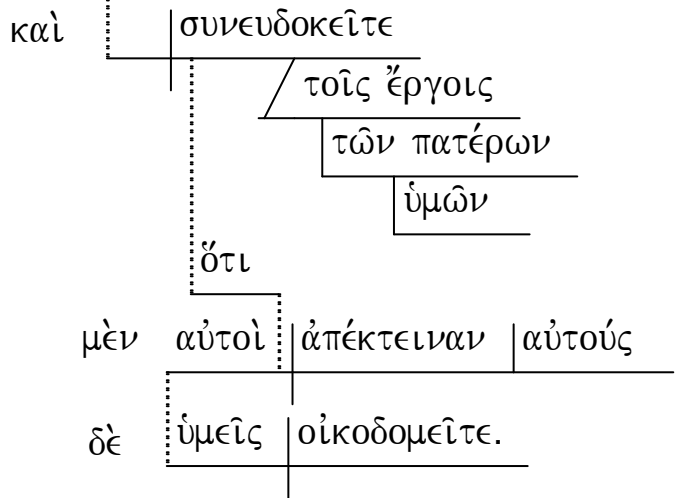 καὶ συνευδοκεῖτε
τοῖς ἔργοις
τῶν πατέρων
ὑμῶν
ὅτι
μὲν αὐτοὶ ἀπέκτειναν αὐτούς
δὲ ὑμεῖς οἰκοδομεῖτε.